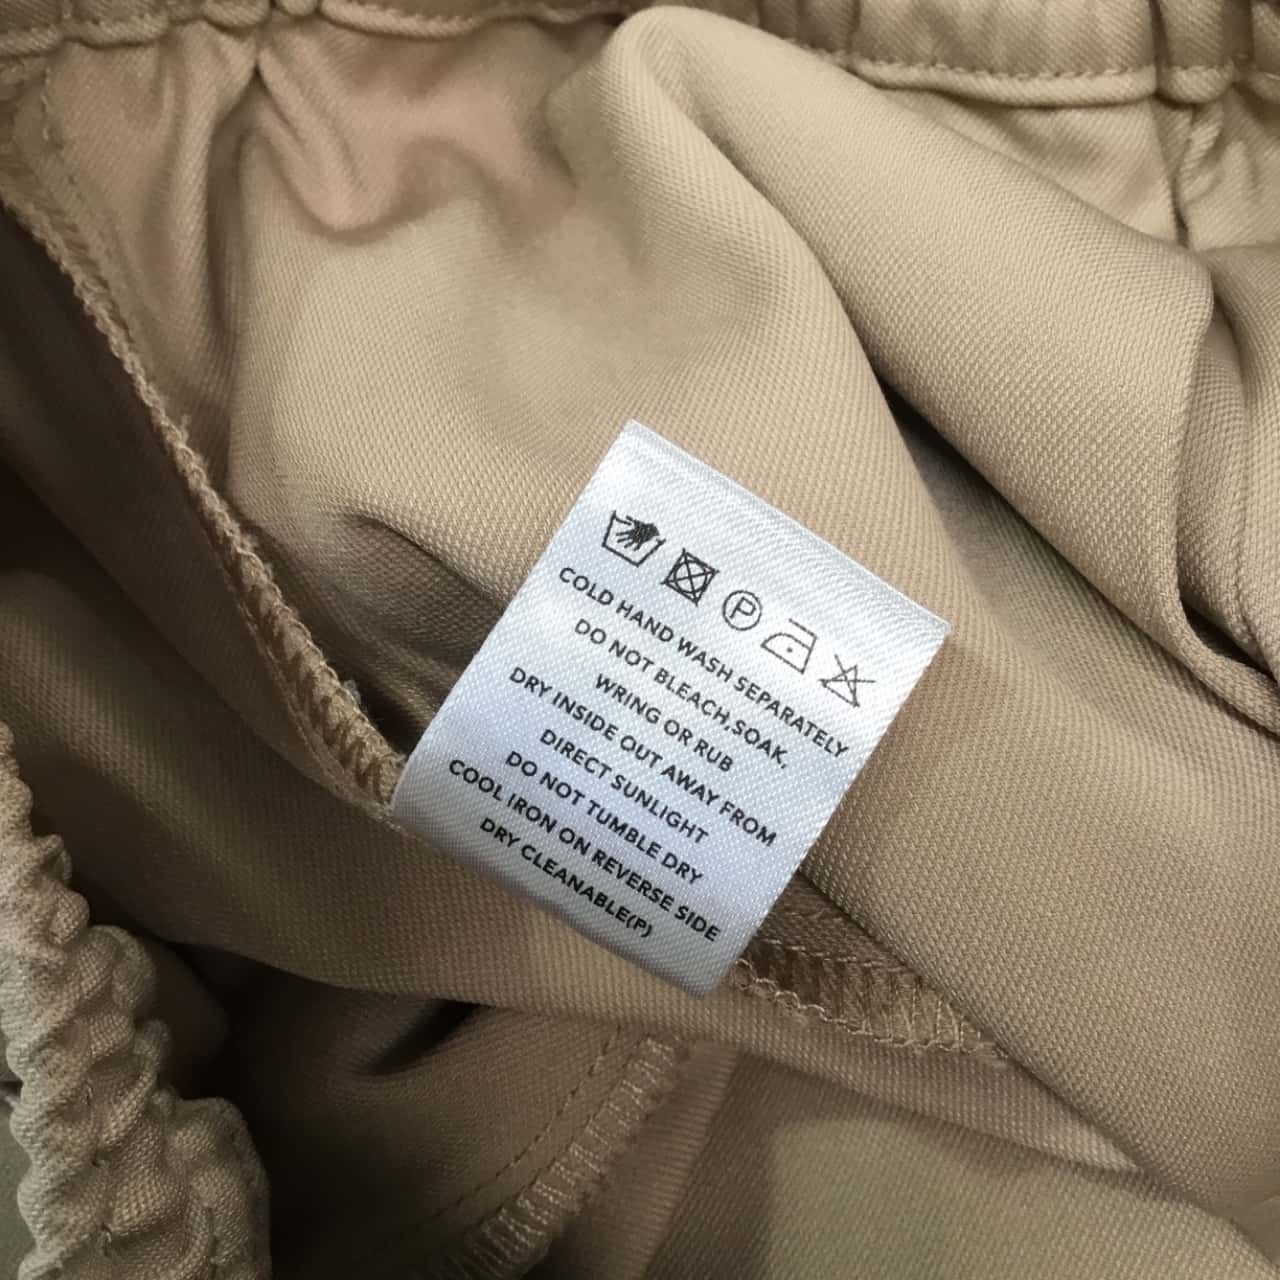 P
COLD HAND WASH SEPARATELY
DO NOT BLEACH,SOAK,
WRING OR RUB
DRY INSIDE OUT AWAY FROM
DIRECT SUNLIGHT
DO NOT TUMBLE DRY
COOL IRON ON REVERSE SIDE
DRY CLEANABLE(P)